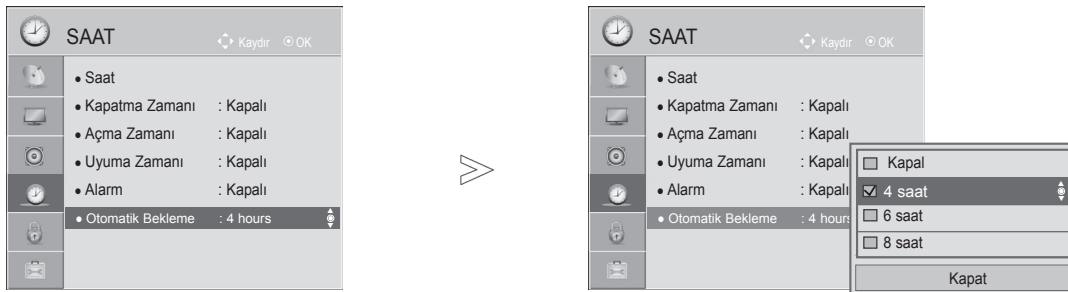 SAAT
Kaydır OK
• Saat
• Kapatma Zamanı : Kapalı
• Açma Zamanı : Kapalı
• Uyuma Zamanı : Kapalı
• Alarm : Kapalı
• Otomatik Bekleme : 4 hours
SAAT
Kaydır OK
• Saat
• Kapatma Zamanı : Kapalı
• Açma Zamanı : Kapalı
• Uyuma Zamanı : Kapalı
• Alarm : Kapalı
• Otomatik Bekleme : 4 hours
Kapal
4 saat
6 saat
8 saat
Kapat